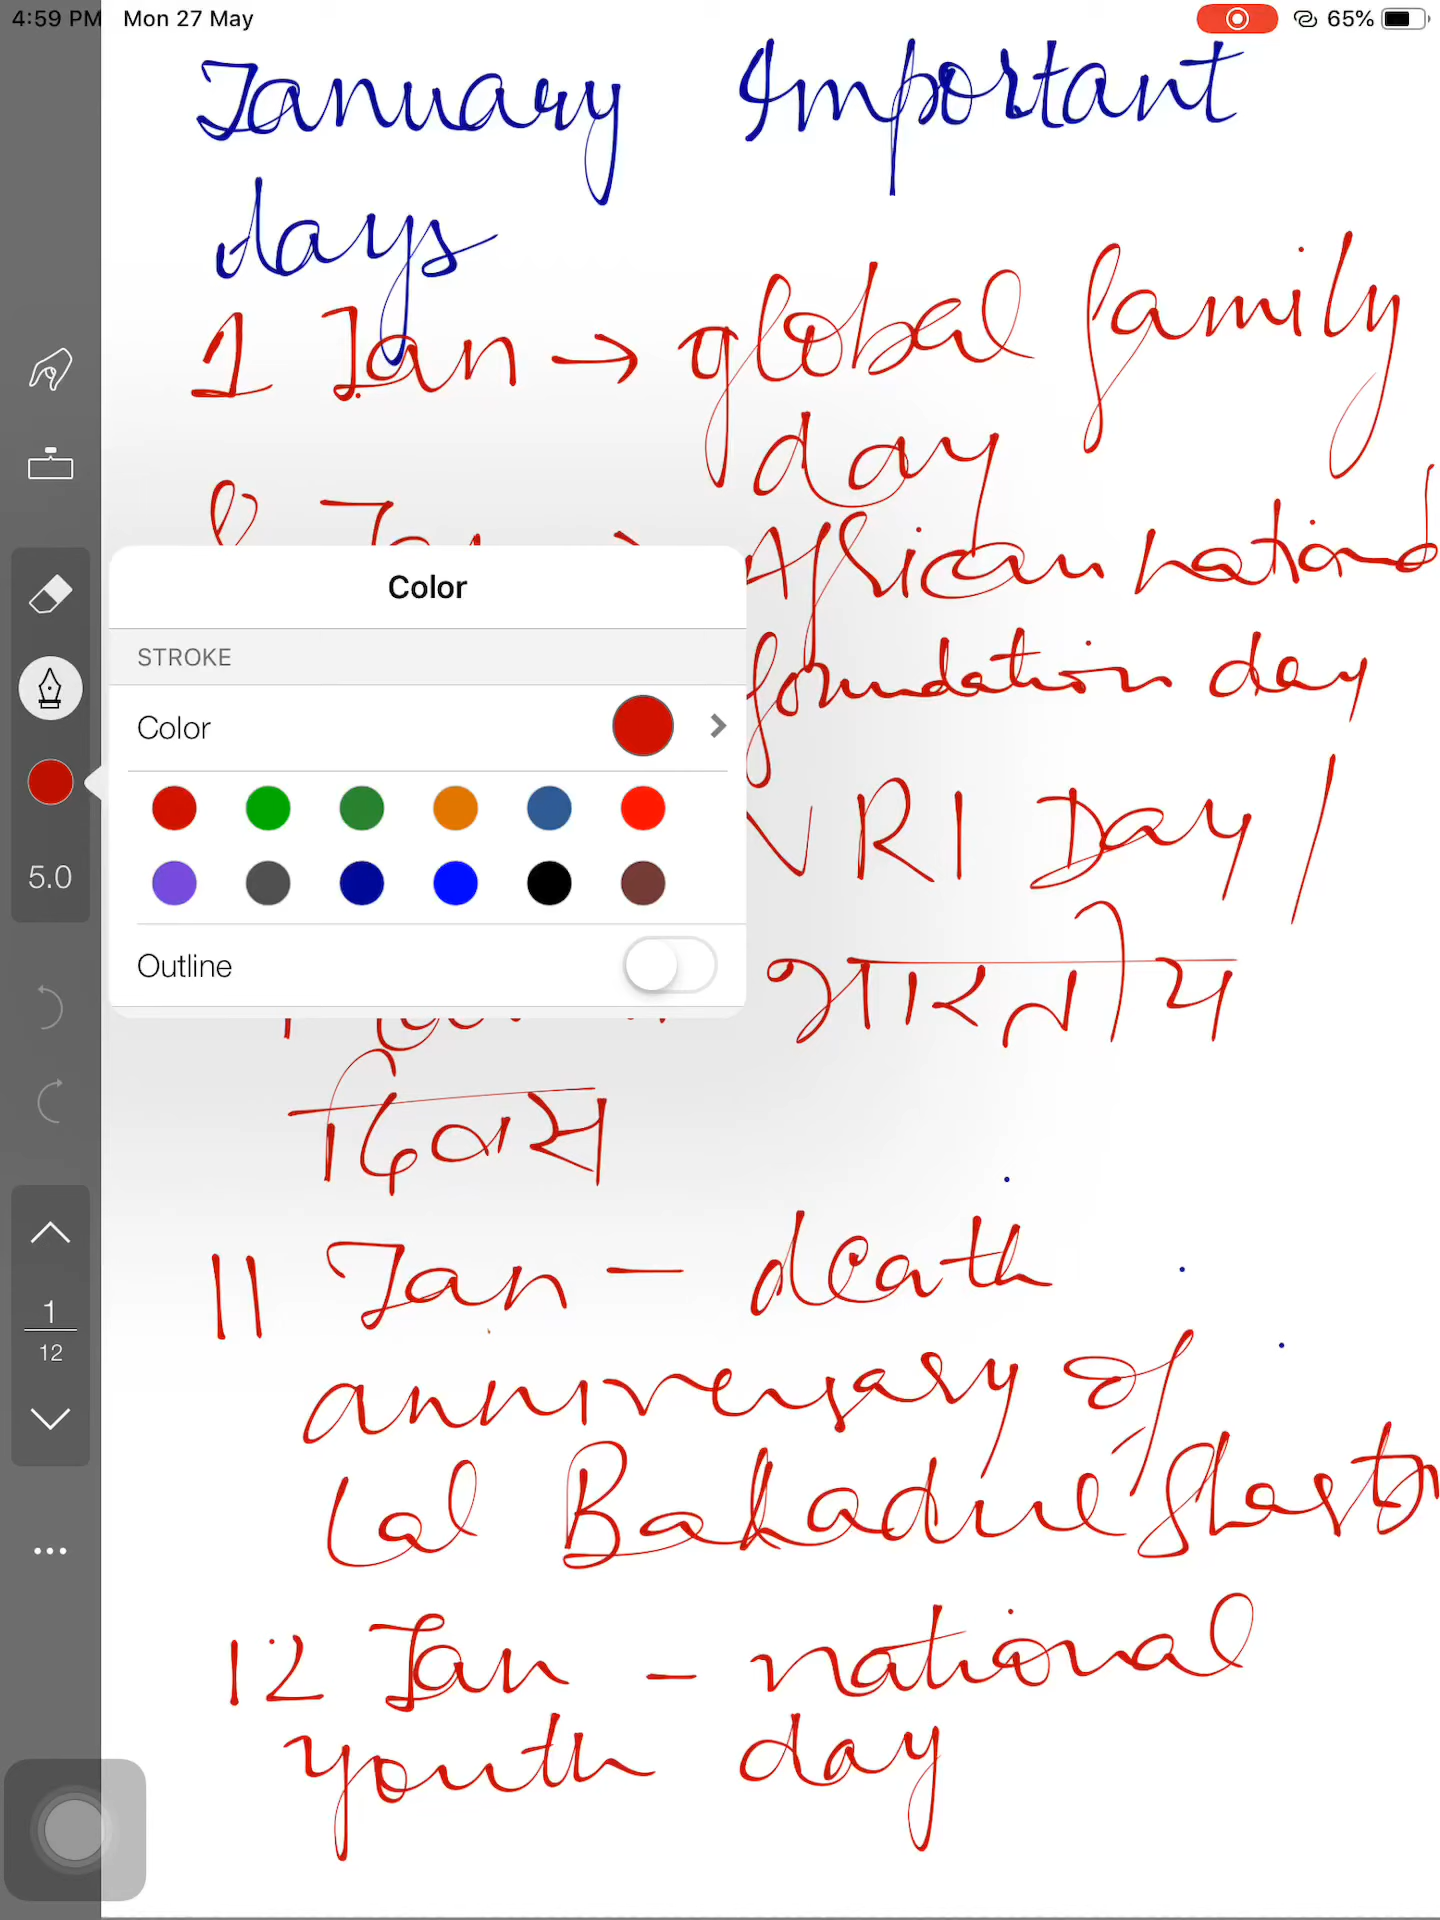 4:59 PM Mon 27 May 65%
January Important
days
1 Jan → global family
day
8 Jan → African national
foundation day
Color
STROKE
Color
NRI Day /
5.0
Outline
भारतीय
दिवस
11 Jan – death
1
12
anniversary of
Lal Bahadur Shastri
12 Jan – national
youth day